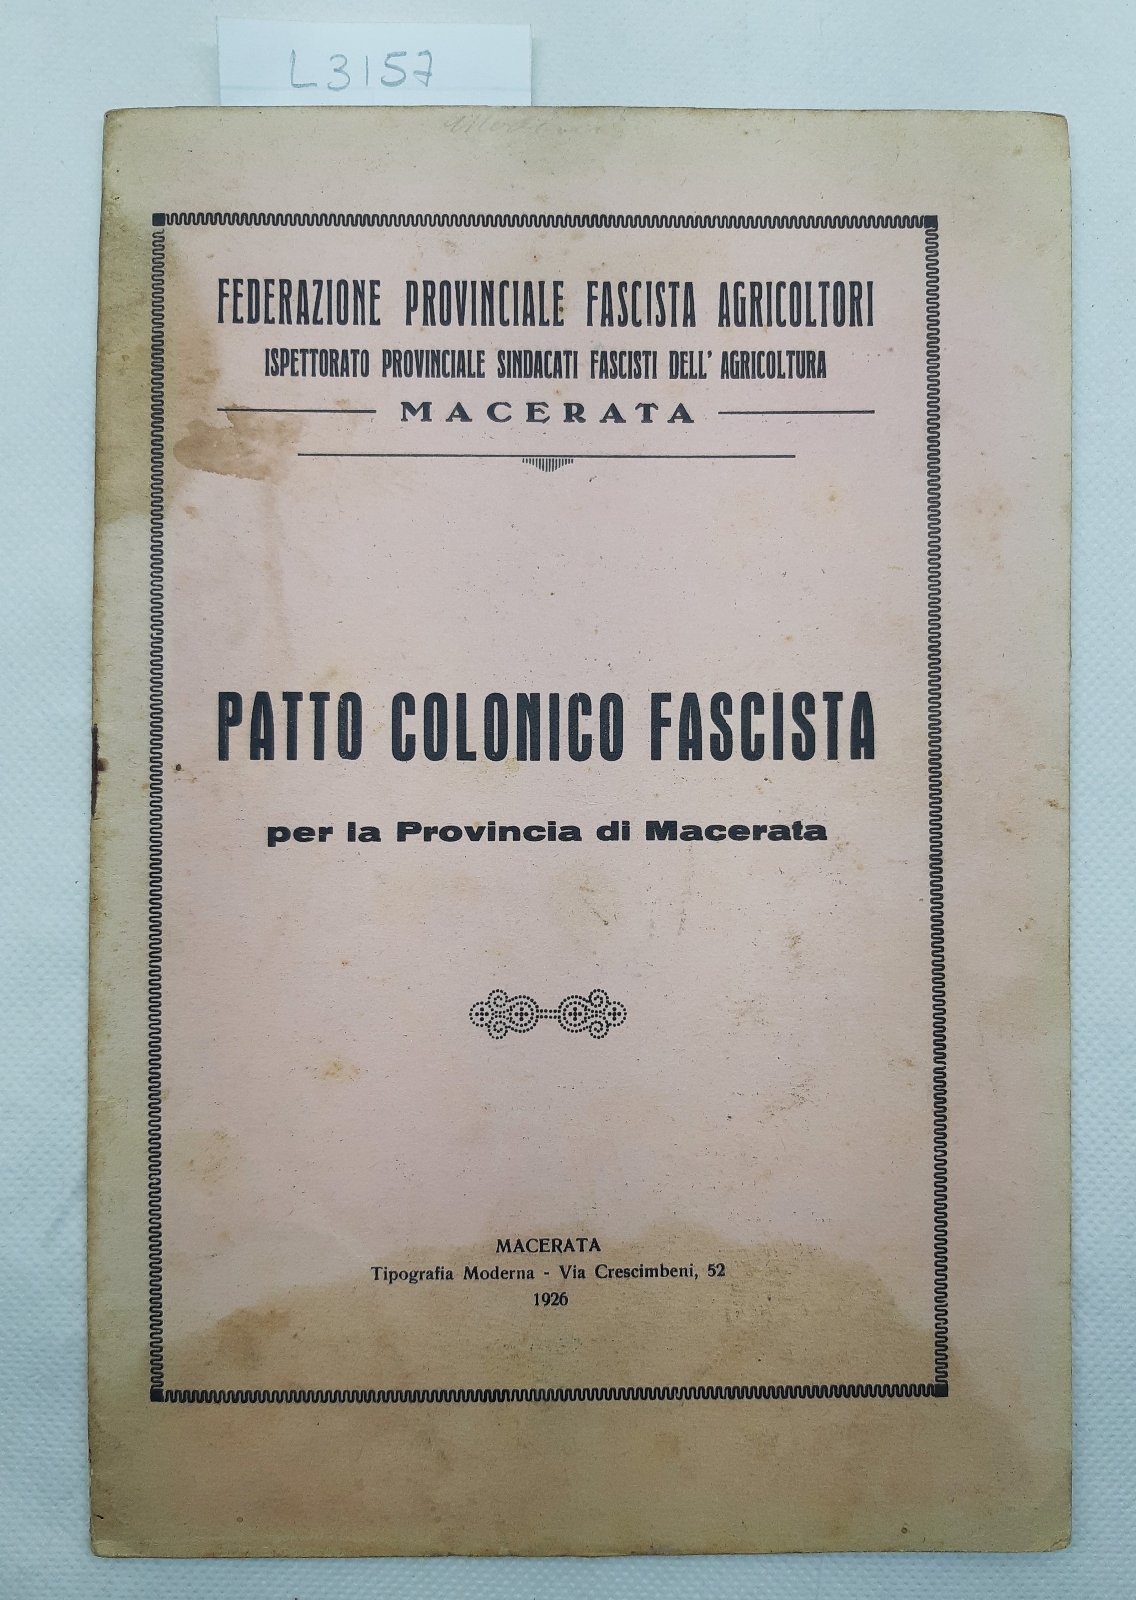 L3157
FEDERAZIONE PROVINCIALE FASCISTA AGRICOLTORI
ISPETTORATO PROVINCIALE SINDACATI FASCISTI DELL' AGRICOLTURA
MACERATA
PATTO COLONICO FASCISTA
per la Provincia di Macerata
MACERATA
Tipografia Moderna - Via Crescimbeni, 52
1926